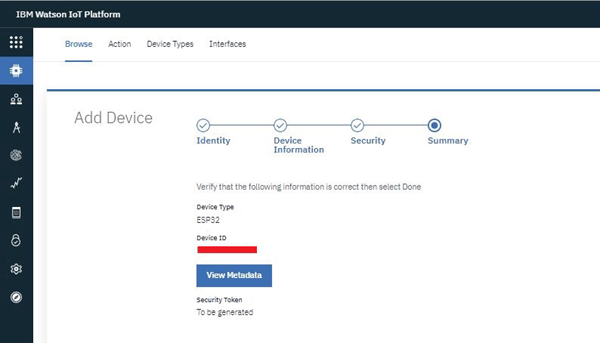 IBM Watson IoT Platform
Browse Action Device Types Interfaces
Add Device
Identity
Device Information
Security
Summary
Verify that the following information is correct then select Done
Device Type
ESP32
Device ID
View Metadata
Security Token
To be generated